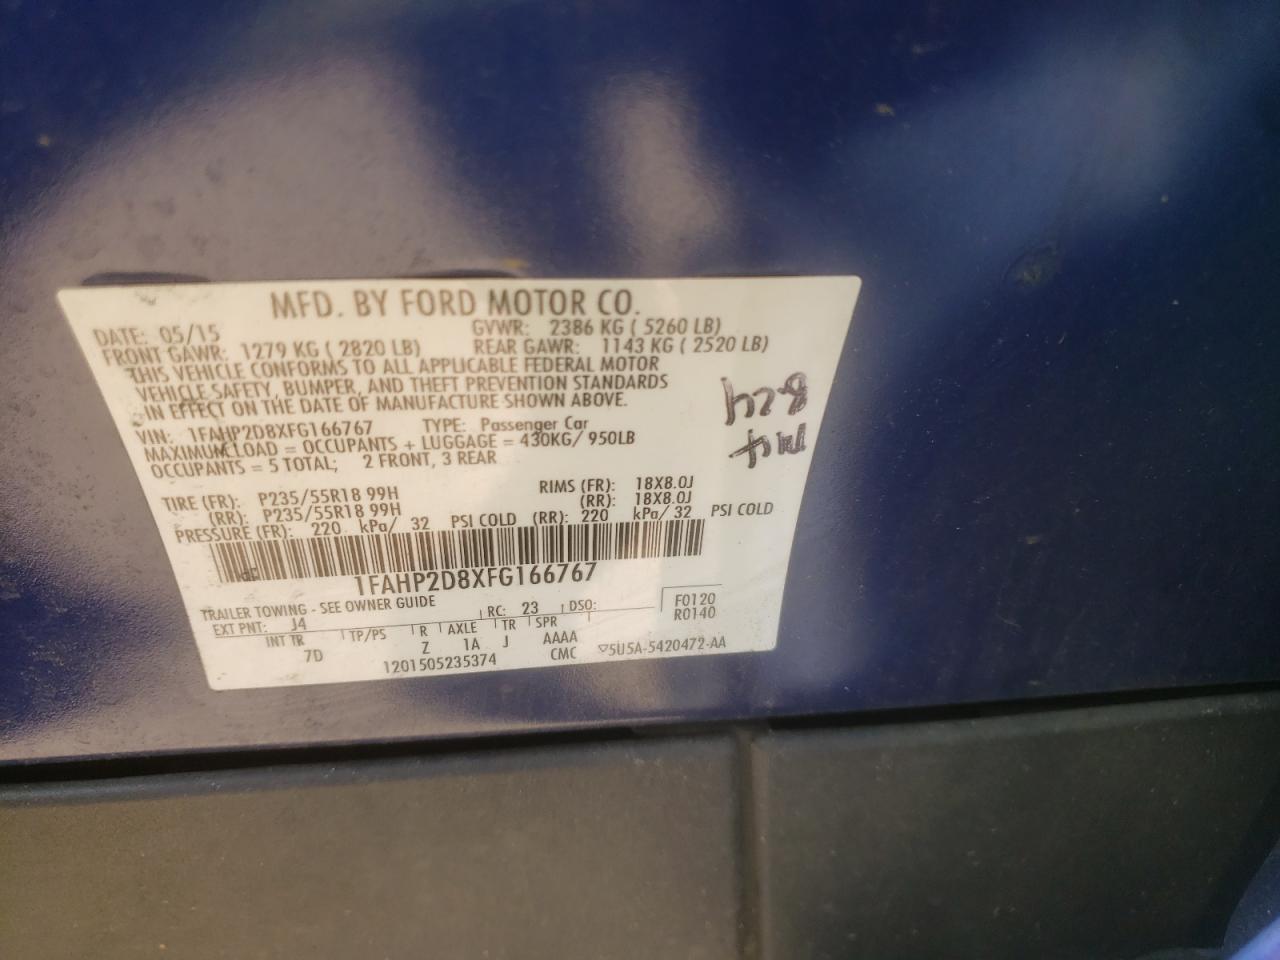 MFD. BY FORD MOTOR CO.
DATE: 05/15 GVWR: 2386 KG ( 5260 LB)
FRONT GAWR: 1279 KG ( 2820 LB) REAR GAWR: 1143 KG ( 2520 LB)
THIS VEHICLE CONFORMS TO ALL APPLICABLE FEDERAL MOTOR
VEHICLE SAFETY, BUMPER, AND THEFT PREVENTION STANDARDS
IN EFFECT ON THE DATE OF MANUFACTURE SHOWN ABOVE.
VIN: 1FAHP2D8XFG166767 TYPE: Passenger Car
MAXIMUM LOAD = OCCUPANTS + LUGGAGE = 430KG/ 950LB
OCCUPANTS = 5 TOTAL; 2 FRONT, 3 REAR
TIRE (FR): P235/55R18 99H RIMS (FR): 18X8.0J
(RR): P235/55R18 99H (RR): 18X8.0J
PRESSURE (FR): 220 kPa/ 32 PSI COLD (RR): 220 kPa/ 32 PSI COLD
1FAHP2D8XFG166767
TRAILER TOWING - SEE OWNER GUIDE
EXT PNT: J4 RC: 23 DSO: F0120
R0140
INT TR TP/PS R AXLE TR SPR
7D Z 1A J AAAA
1201505235374 CMC 5U5A-5420472-AA